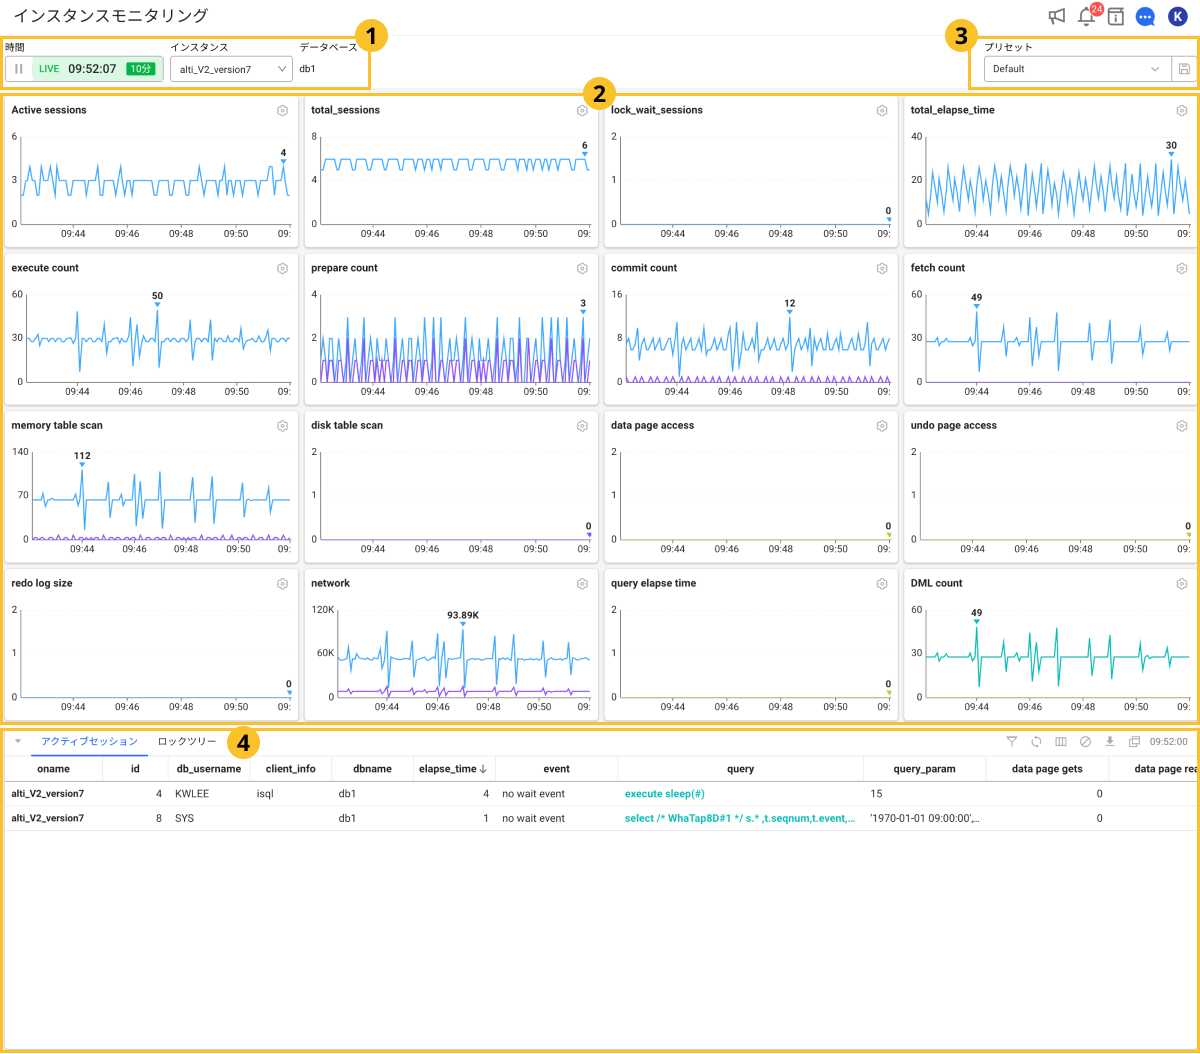 インスタンスモニタリング
24
K
時間
インスタンス
データベース
1
3
プリセット
LIVE 09:52:07 10分
alti_V2_version7
db1
Default
2
Active sessions
6
3
0
4
09:44 09:46 09:48 09:50 09:
total_sessions
8
4
0
6
09:44 09:46 09:48 09:50 09:
lock_wait_sessions
2
1
0
0
09:44 09:46 09:48 09:50 09:
total_elapse_time
40
20
0
30
09:44 09:46 09:48 09:50 09:
execute count
60
30
0
50
09:44 09:46 09:48 09:50 09:
prepare count
4
2
0
3
09:44 09:46 09:48 09:50 09:
commit count
16
8
0
12
09:44 09:46 09:48 09:50 09:
fetch count
60
30
0
49
09:44 09:46 09:48 09:50 09:
memory table scan
140
70
0
112
09:44 09:46 09:48 09:50 09:
disk table scan
2
1
0
0
09:44 09:46 09:48 09:50 09:
data page access
2
1
0
0
09:44 09:46 09:48 09:50 09:
undo page access
2
1
0
0
09:44 09:46 09:48 09:50 09:
redo log size
2
1
0
0
09:44 09:46 09:48 09:50 09:
network
120K
60K
0
93.89K
09:44 09:46 09:48 09:50 09:
query elapse time
2
1
0
0
09:44 09:46 09:48 09:50 09:
DML count
60
30
0
49
09:44 09:46 09:48 09:50 09:
アクティブセッション ロックツリー 4 09:52:00
oname id db_username client_info dbname elapse_time↓ event query query_param data page gets data page rea
alti_V2_version7 4 KWLEE isql db1 4 no wait event execute sleep(#) 15 0
alti_V2_version7 8 SYS db1 1 no wait event select /* WhaTap8D#1 */ s.* ,t.seqnum,t.event,... '1970-01-01 09:00:00',... 0